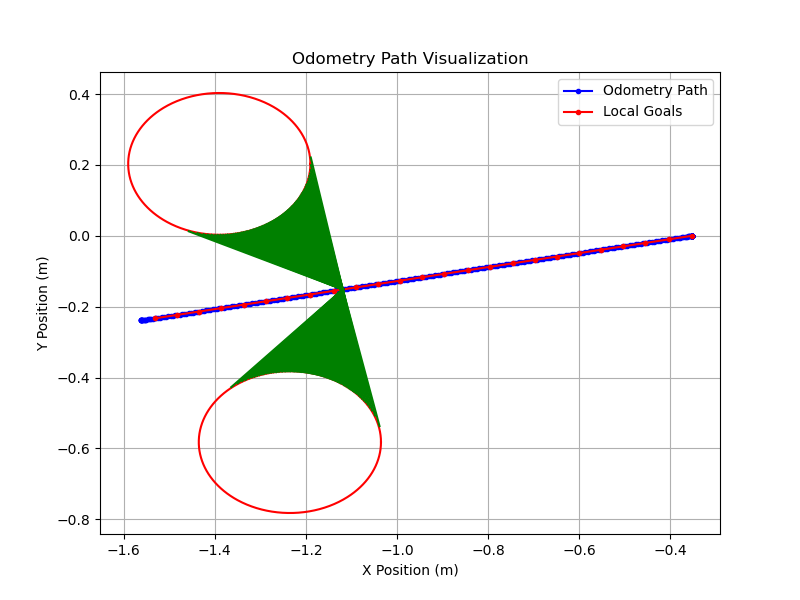 Odometry Path Visualization
Odometry Path
Local Goals
0.4
0.2
0.0
−0.2
−0.4
−0.6
−0.8
Y Position (m)
−1.6 −1.4 −1.2 −1.0 −0.8 −0.6 −0.4
X Position (m)